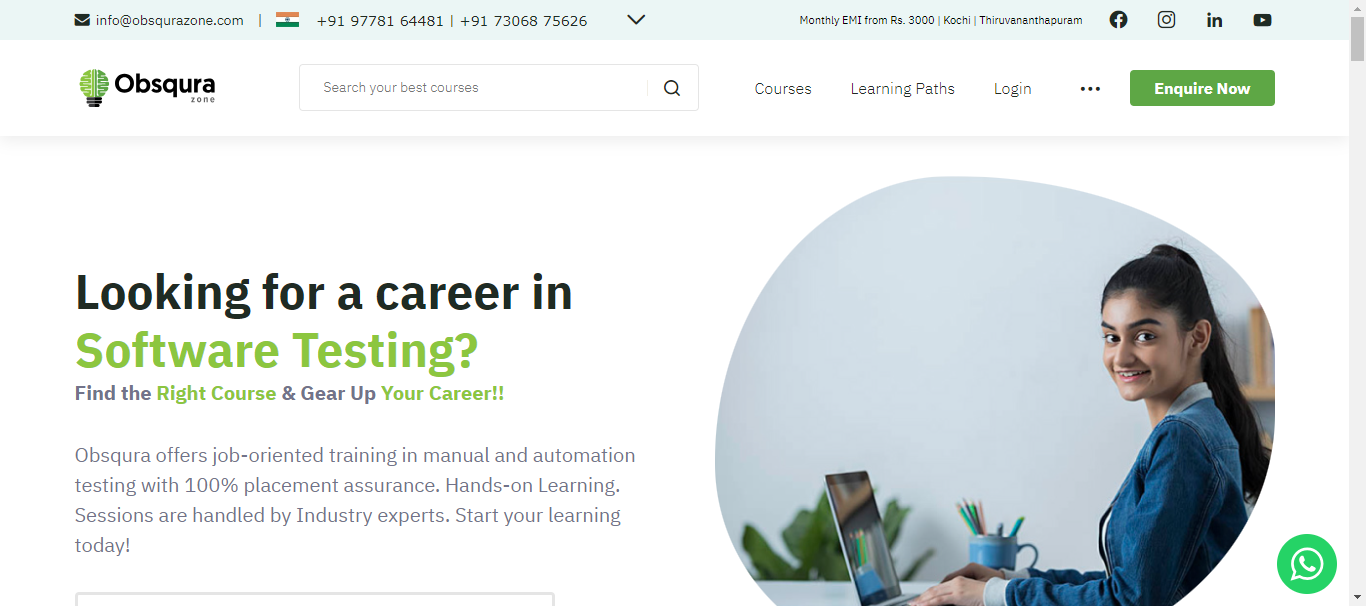 info@obsqurazone.com | +91 97781 64481 | +91 73068 75626
Monthly EMI from Rs. 3000 | Kochi | Thiruvananthapuram
Obsqura
zone
Search your best courses
Courses
Learning Paths
Login
Enquire Now
Looking for a career in
Software Testing?
Find the Right Course & Gear Up Your Career!!
Obsqura offers job-oriented training in manual and automation
testing with 100% placement assurance. Hands-on Learning.
Sessions are handled by Industry experts. Start your learning
today!